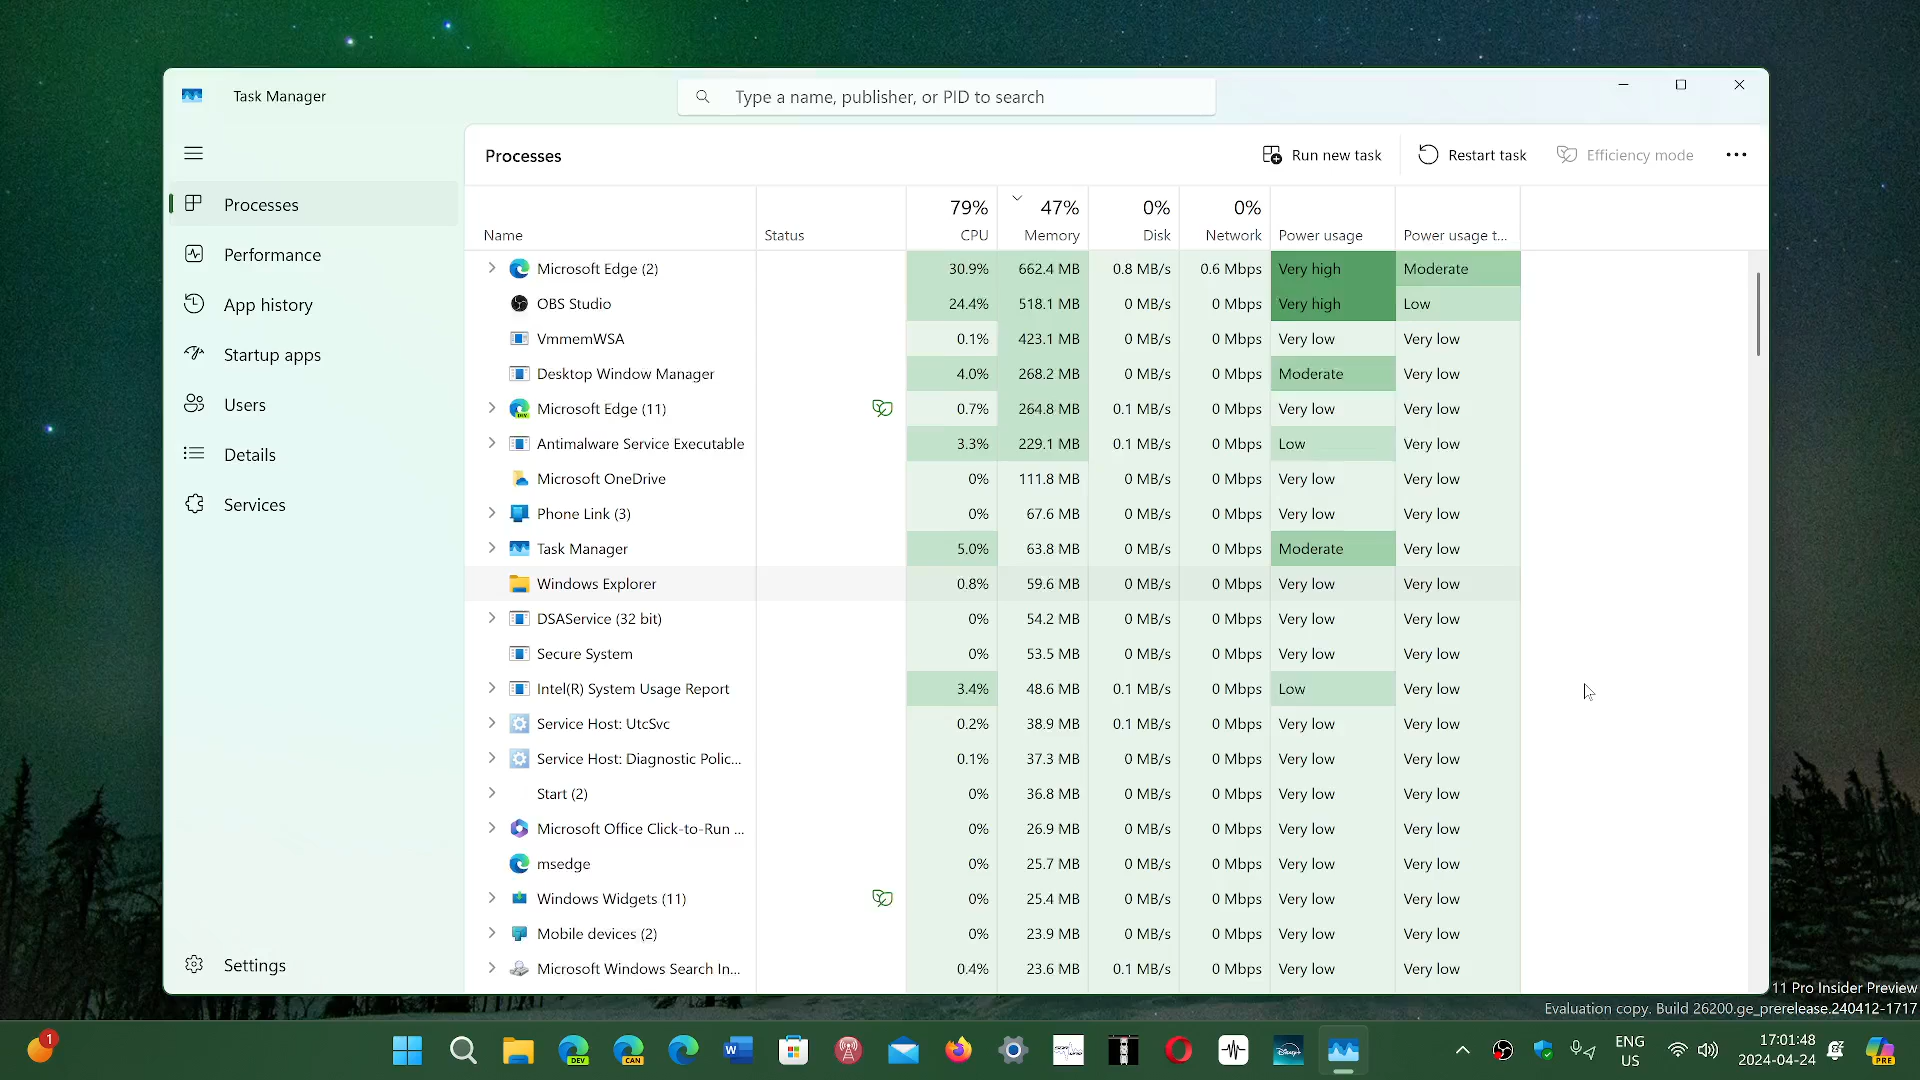 Task Manager
Type a name, publisher, or PID to search
Processes
Performance
App history
Startup apps
Users
Details
Services
Settings
Processes
Run new task
Restart task
Efficiency mode
79% 47% 0% 0%
Name Status CPU Memory Disk Network Power usage Power usage t...
Microsoft Edge (2) 30.9% 662.4 MB 0.8 MB/s 0.6 Mbps Very high Moderate
OBS Studio 24.4% 518.1 MB 0 MB/s 0 Mbps Very high Low
VmmemWSA 0.1% 423.1 MB 0 MB/s 0 Mbps Very low Very low
Desktop Window Manager 4.0% 268.2 MB 0 MB/s 0 Mbps Moderate Very low
Microsoft Edge (11) 0.7% 264.8 MB 0.1 MB/s 0 Mbps Very low Very low
Antimalware Service Executable 3.3% 229.1 MB 0.1 MB/s 0 Mbps Low Very low
Microsoft OneDrive 0% 111.8 MB 0 MB/s 0 Mbps Very low Very low
Phone Link (3) 0% 67.6 MB 0 MB/s 0 Mbps Very low Very low
Task Manager 5.0% 63.8 MB 0 MB/s 0 Mbps Moderate Very low
Windows Explorer 0.8% 59.6 MB 0 MB/s 0 Mbps Very low Very low
DSAService (32 bit) 0% 54.2 MB 0 MB/s 0 Mbps Very low Very low
Secure System 0% 53.5 MB 0 MB/s 0 Mbps Very low Very low
Intel(R) System Usage Report 3.4% 48.6 MB 0.1 MB/s 0 Mbps Low Very low
Service Host: UtcSvc 0.2% 38.9 MB 0.1 MB/s 0 Mbps Very low Very low
Service Host: Diagnostic Polic... 0.1% 37.3 MB 0 MB/s 0 Mbps Very low Very low
Start (2) 0% 36.8 MB 0 MB/s 0 Mbps Very low Very low
Microsoft Office Click-to-Run ... 0% 26.9 MB 0 MB/s 0 Mbps Very low Very low
msedge 0% 25.7 MB 0 MB/s 0 Mbps Very low Very low
Windows Widgets (11) 0% 25.4 MB 0 MB/s 0 Mbps Very low Very low
Mobile devices (2) 0% 23.9 MB 0 MB/s 0 Mbps Very low Very low
Microsoft Windows Search In... 0.4% 23.6 MB 0.1 MB/s 0 Mbps Very low Very low
11 Pro Insider Preview
Evaluation copy. Build 26200.ge_prerelease.240412-1717
1
DEV
CAN
W
Disney+
ENG
US
17:01:48
2024-04-24
PRE